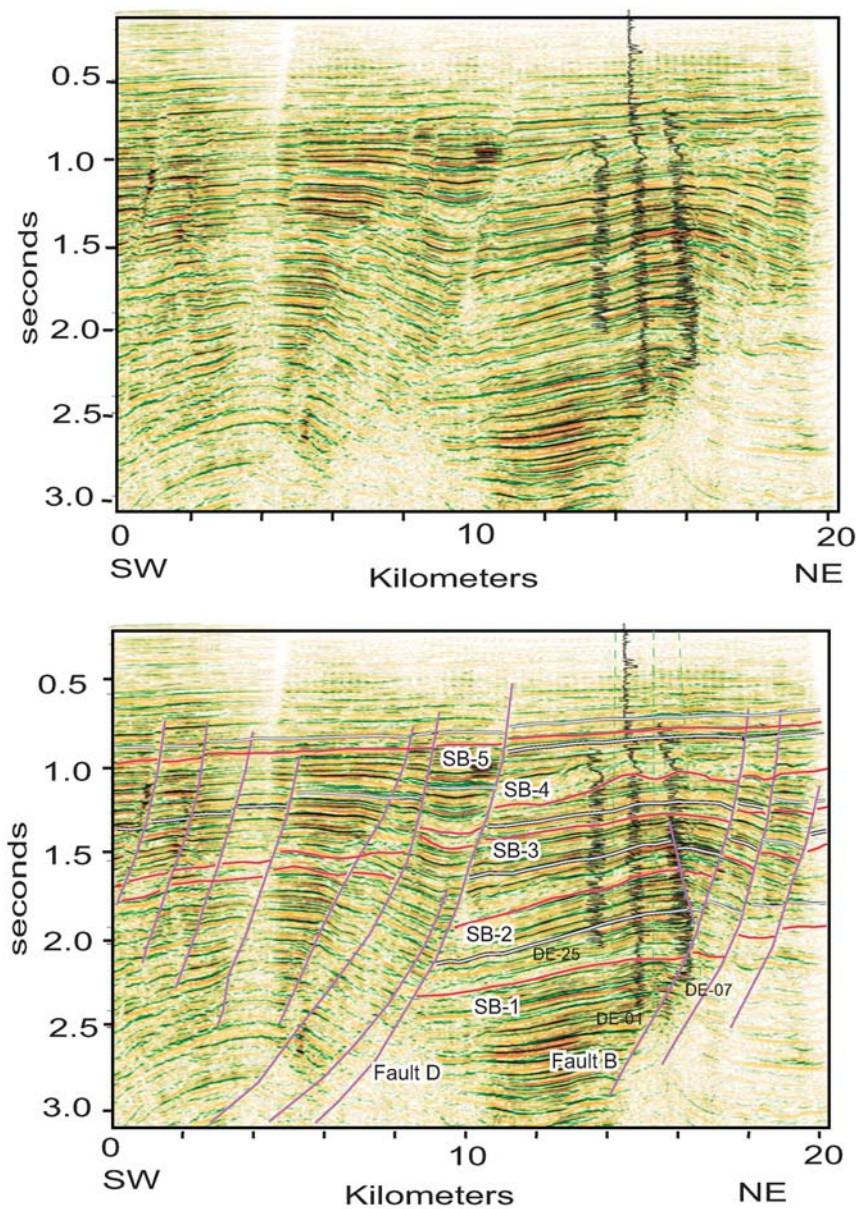 0.5
1.0
1.5
2.0
2.5
3.0
seconds
0 10 20
SW Kilometers NE
0.5
1.0
1.5
2.0
2.5
3.0
seconds
SB-5
SB-4
SB-3
SB-2
DE-25
SB-1
DE-07
DE-01
Fault D
Fault B
0 10 20
SW Kilometers NE